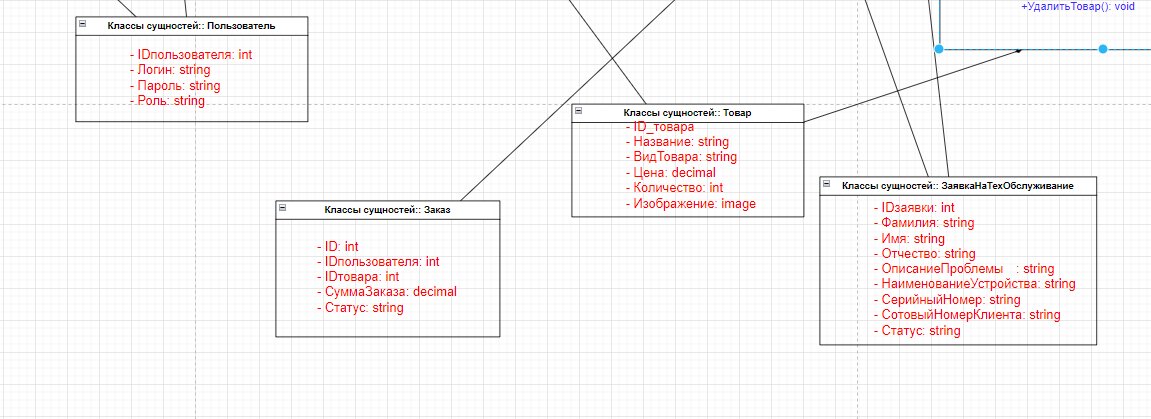 +УдалитьТовар(): void
Классы сущностей:: Пользователь
- IDпользователя: int
- Логин: string
- Пароль: string
- Роль: string
Классы сущностей:: Товар
- ID_товара
- Название: string
- ВидТовара: string
- Цена: decimal
- Количество: int
- Изображение: image
Классы сущностей:: ЗаявкаНаТехОбслуживание
- IDзаявки: int
- Фамилия: string
- Имя: string
- Отчество: string
- ОписаниеПроблемы : string
- НаименованиеУстройства: string
- СерийныйНомер: string
- СотовыйНомерКлиента: string
- Статус: string
Классы сущностей:: Заказ
- ID: int
- IDпользователя: int
- IDтовара: int
- СуммаЗаказа: decimal
- Статус: string